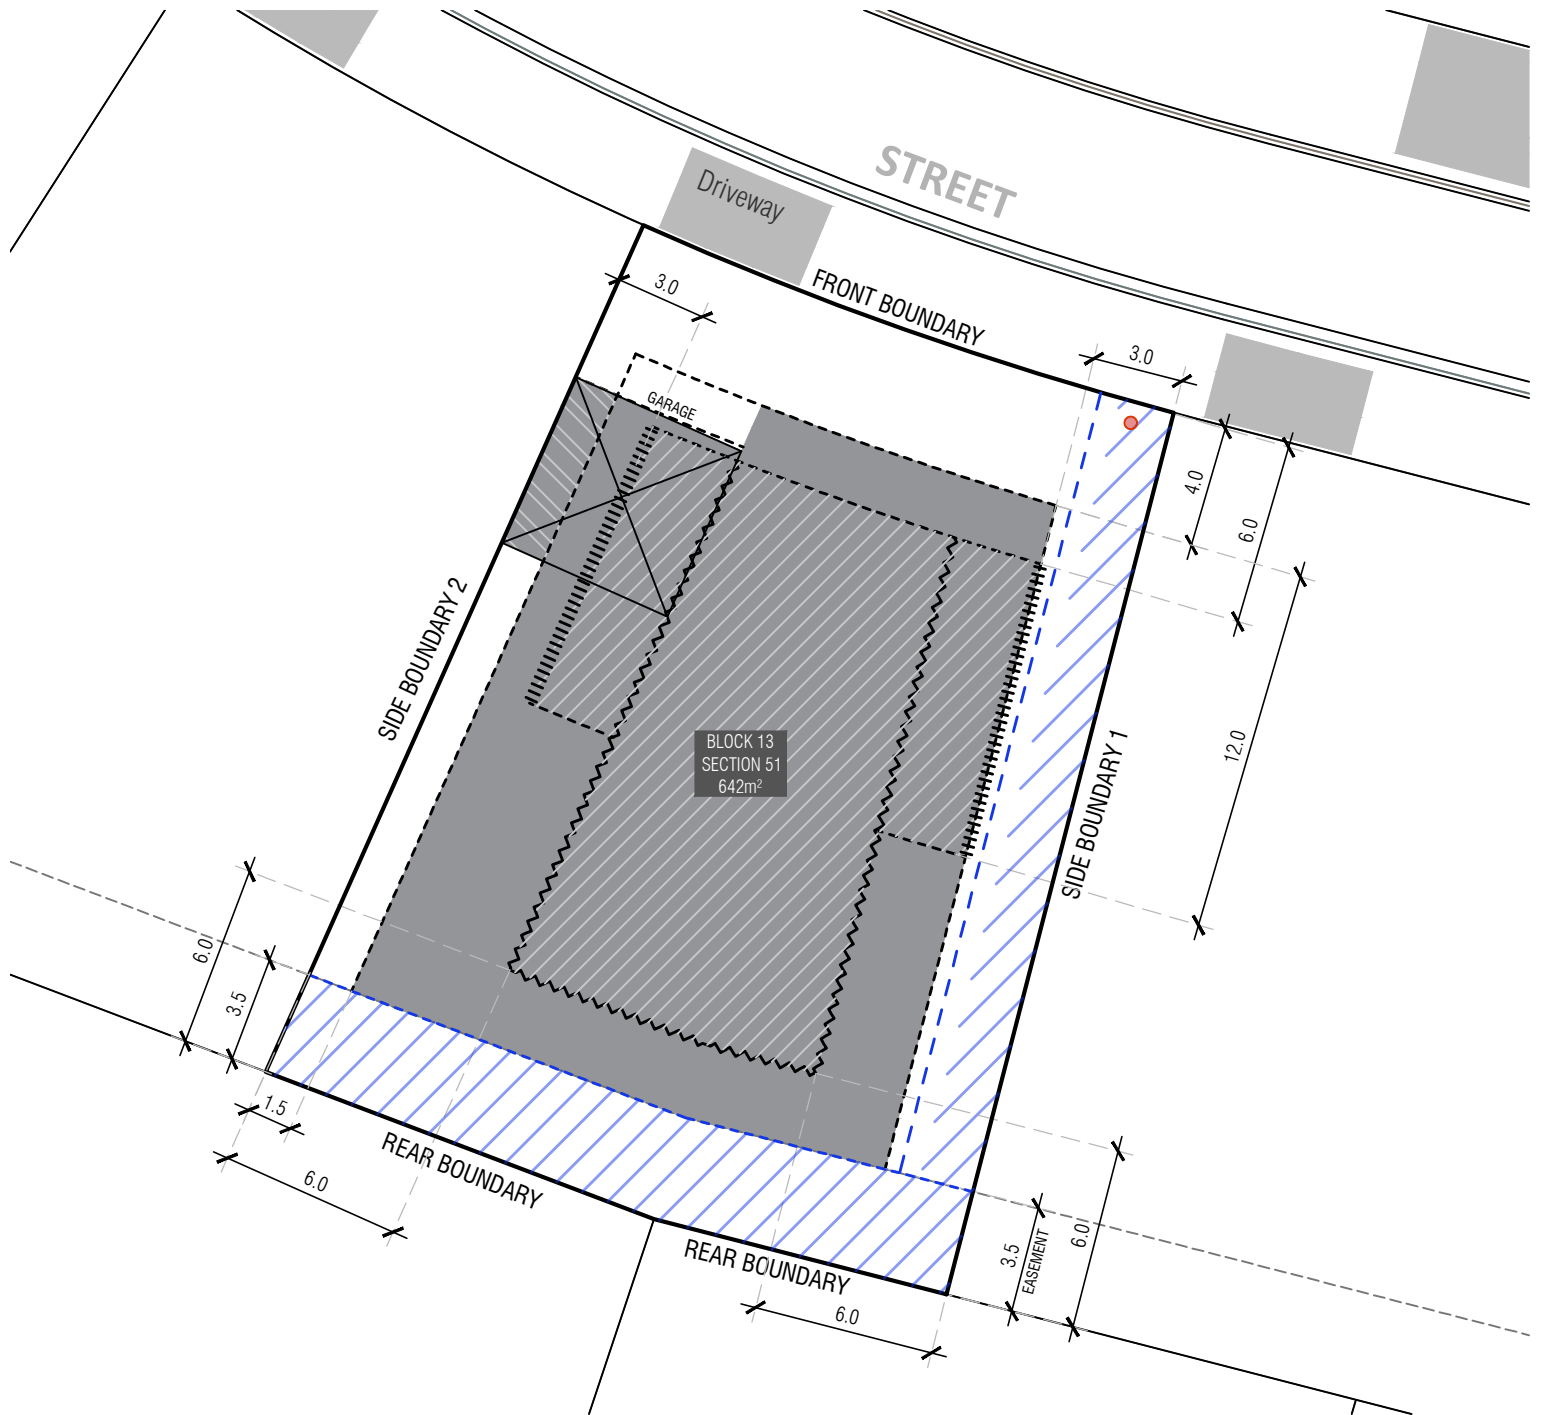 STREET
Driveway
FRONT BOUNDARY
3.0
3.0
GARAGE
4.0
6.0
12.0
SIDE BOUNDARY 2
BLOCK 13
SECTION 51
642m²
SIDE BOUNDARY 1
6.0
3.5
1.5
6.0
REAR BOUNDARY
REAR BOUNDARY
6.0
3.5
EASEMENT
6.0